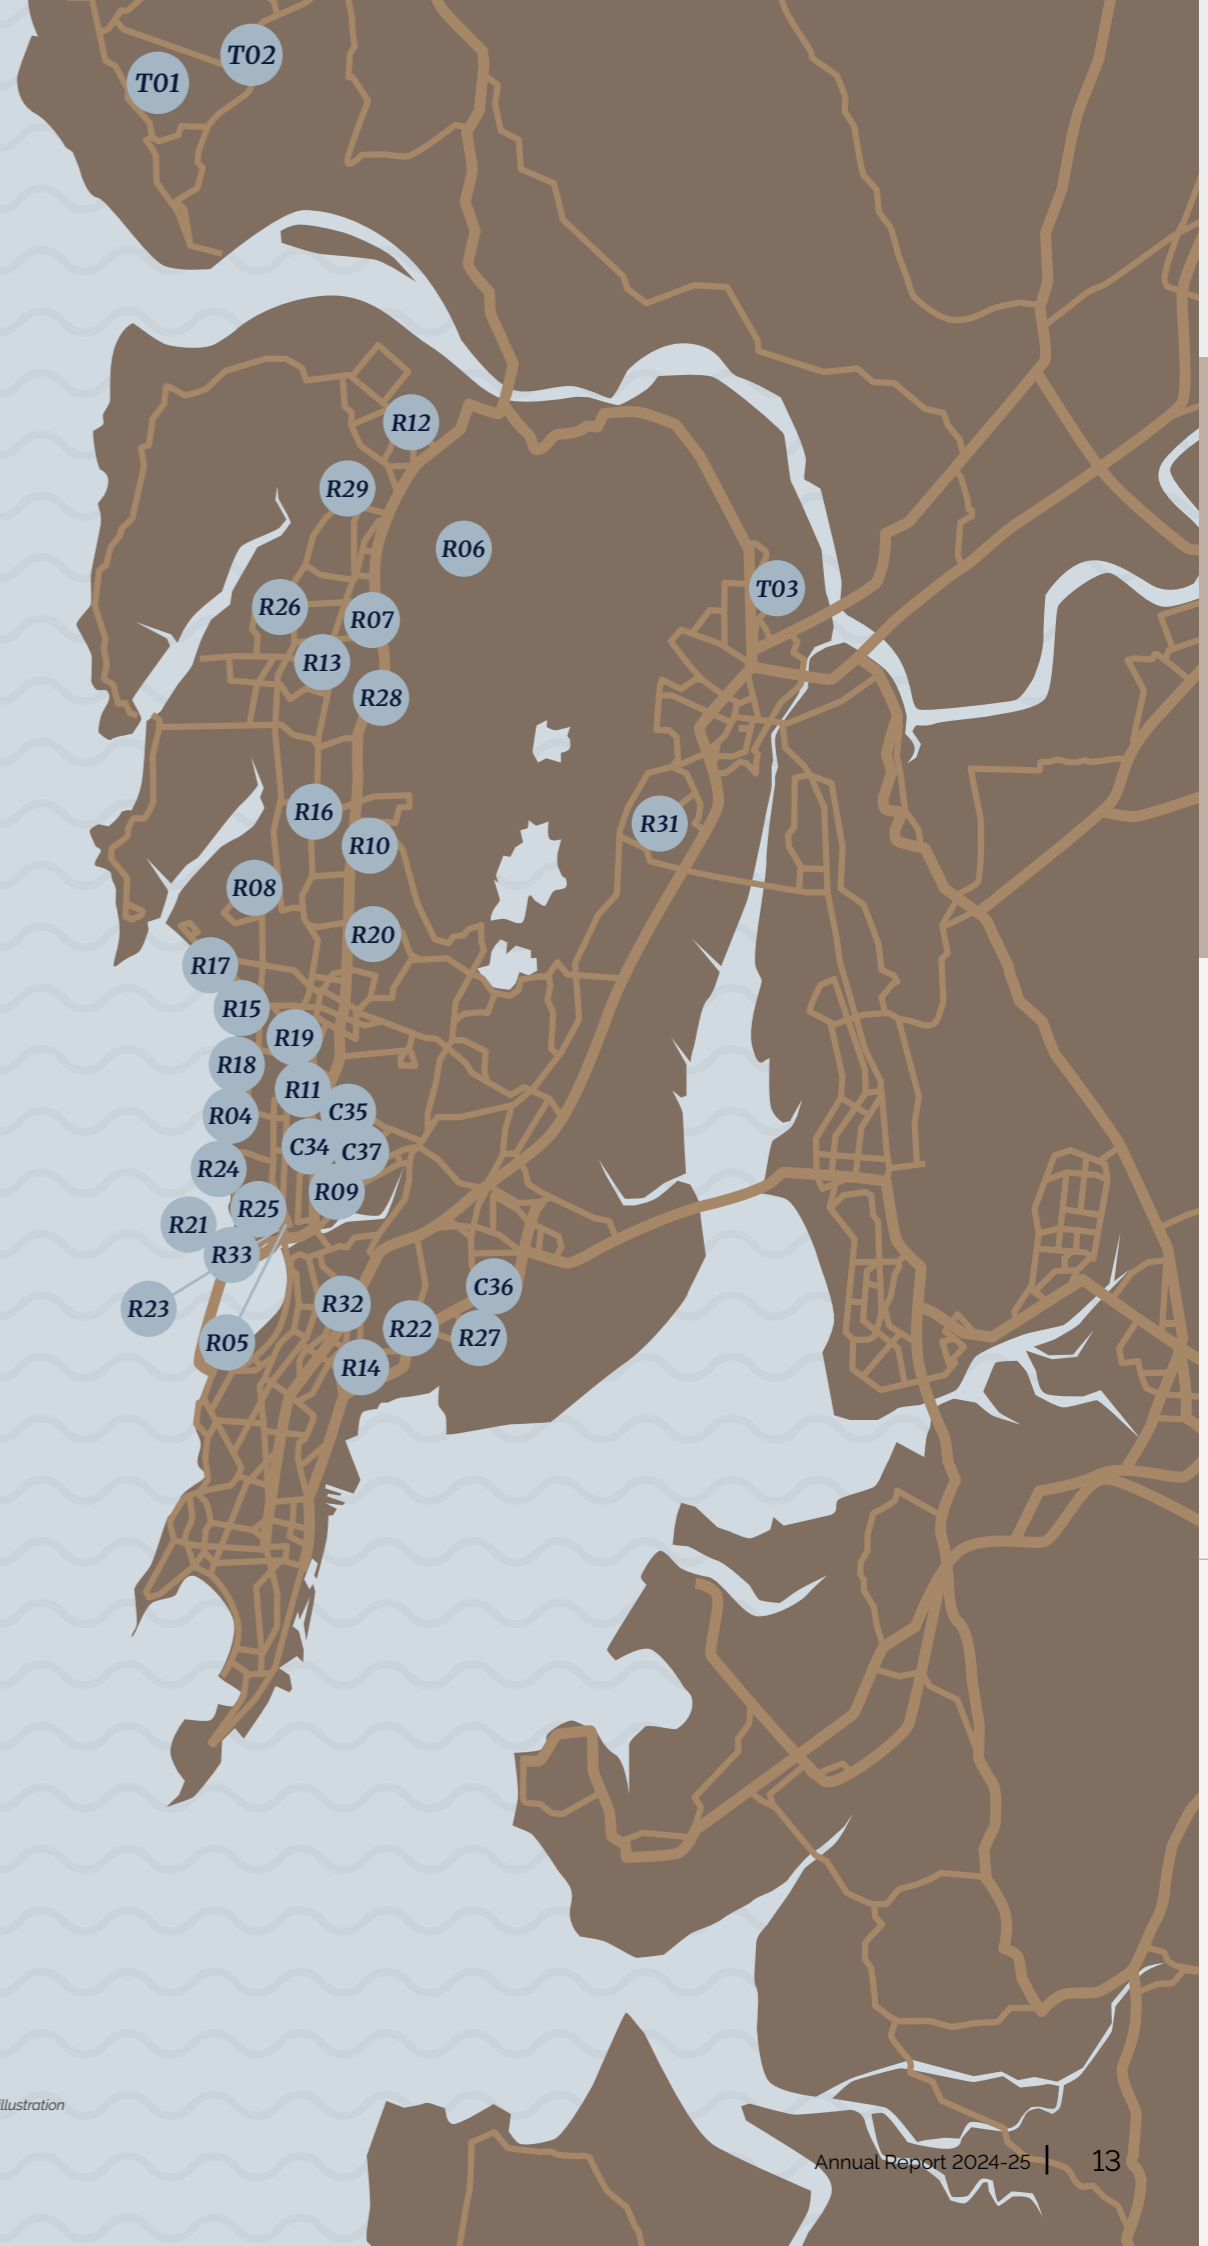 T02
T01
R12
R29
R06
T03
R26
R07
R13
R28
R16
R31
R10
R08
R20
R17
R15
R19
R18
R11
C35
R04
C34
C37
R24
R09
R25
R21
R33
C36
R32
R23
R22
R27
R05
R14
illustration
Annual Report 2024-25 | 13